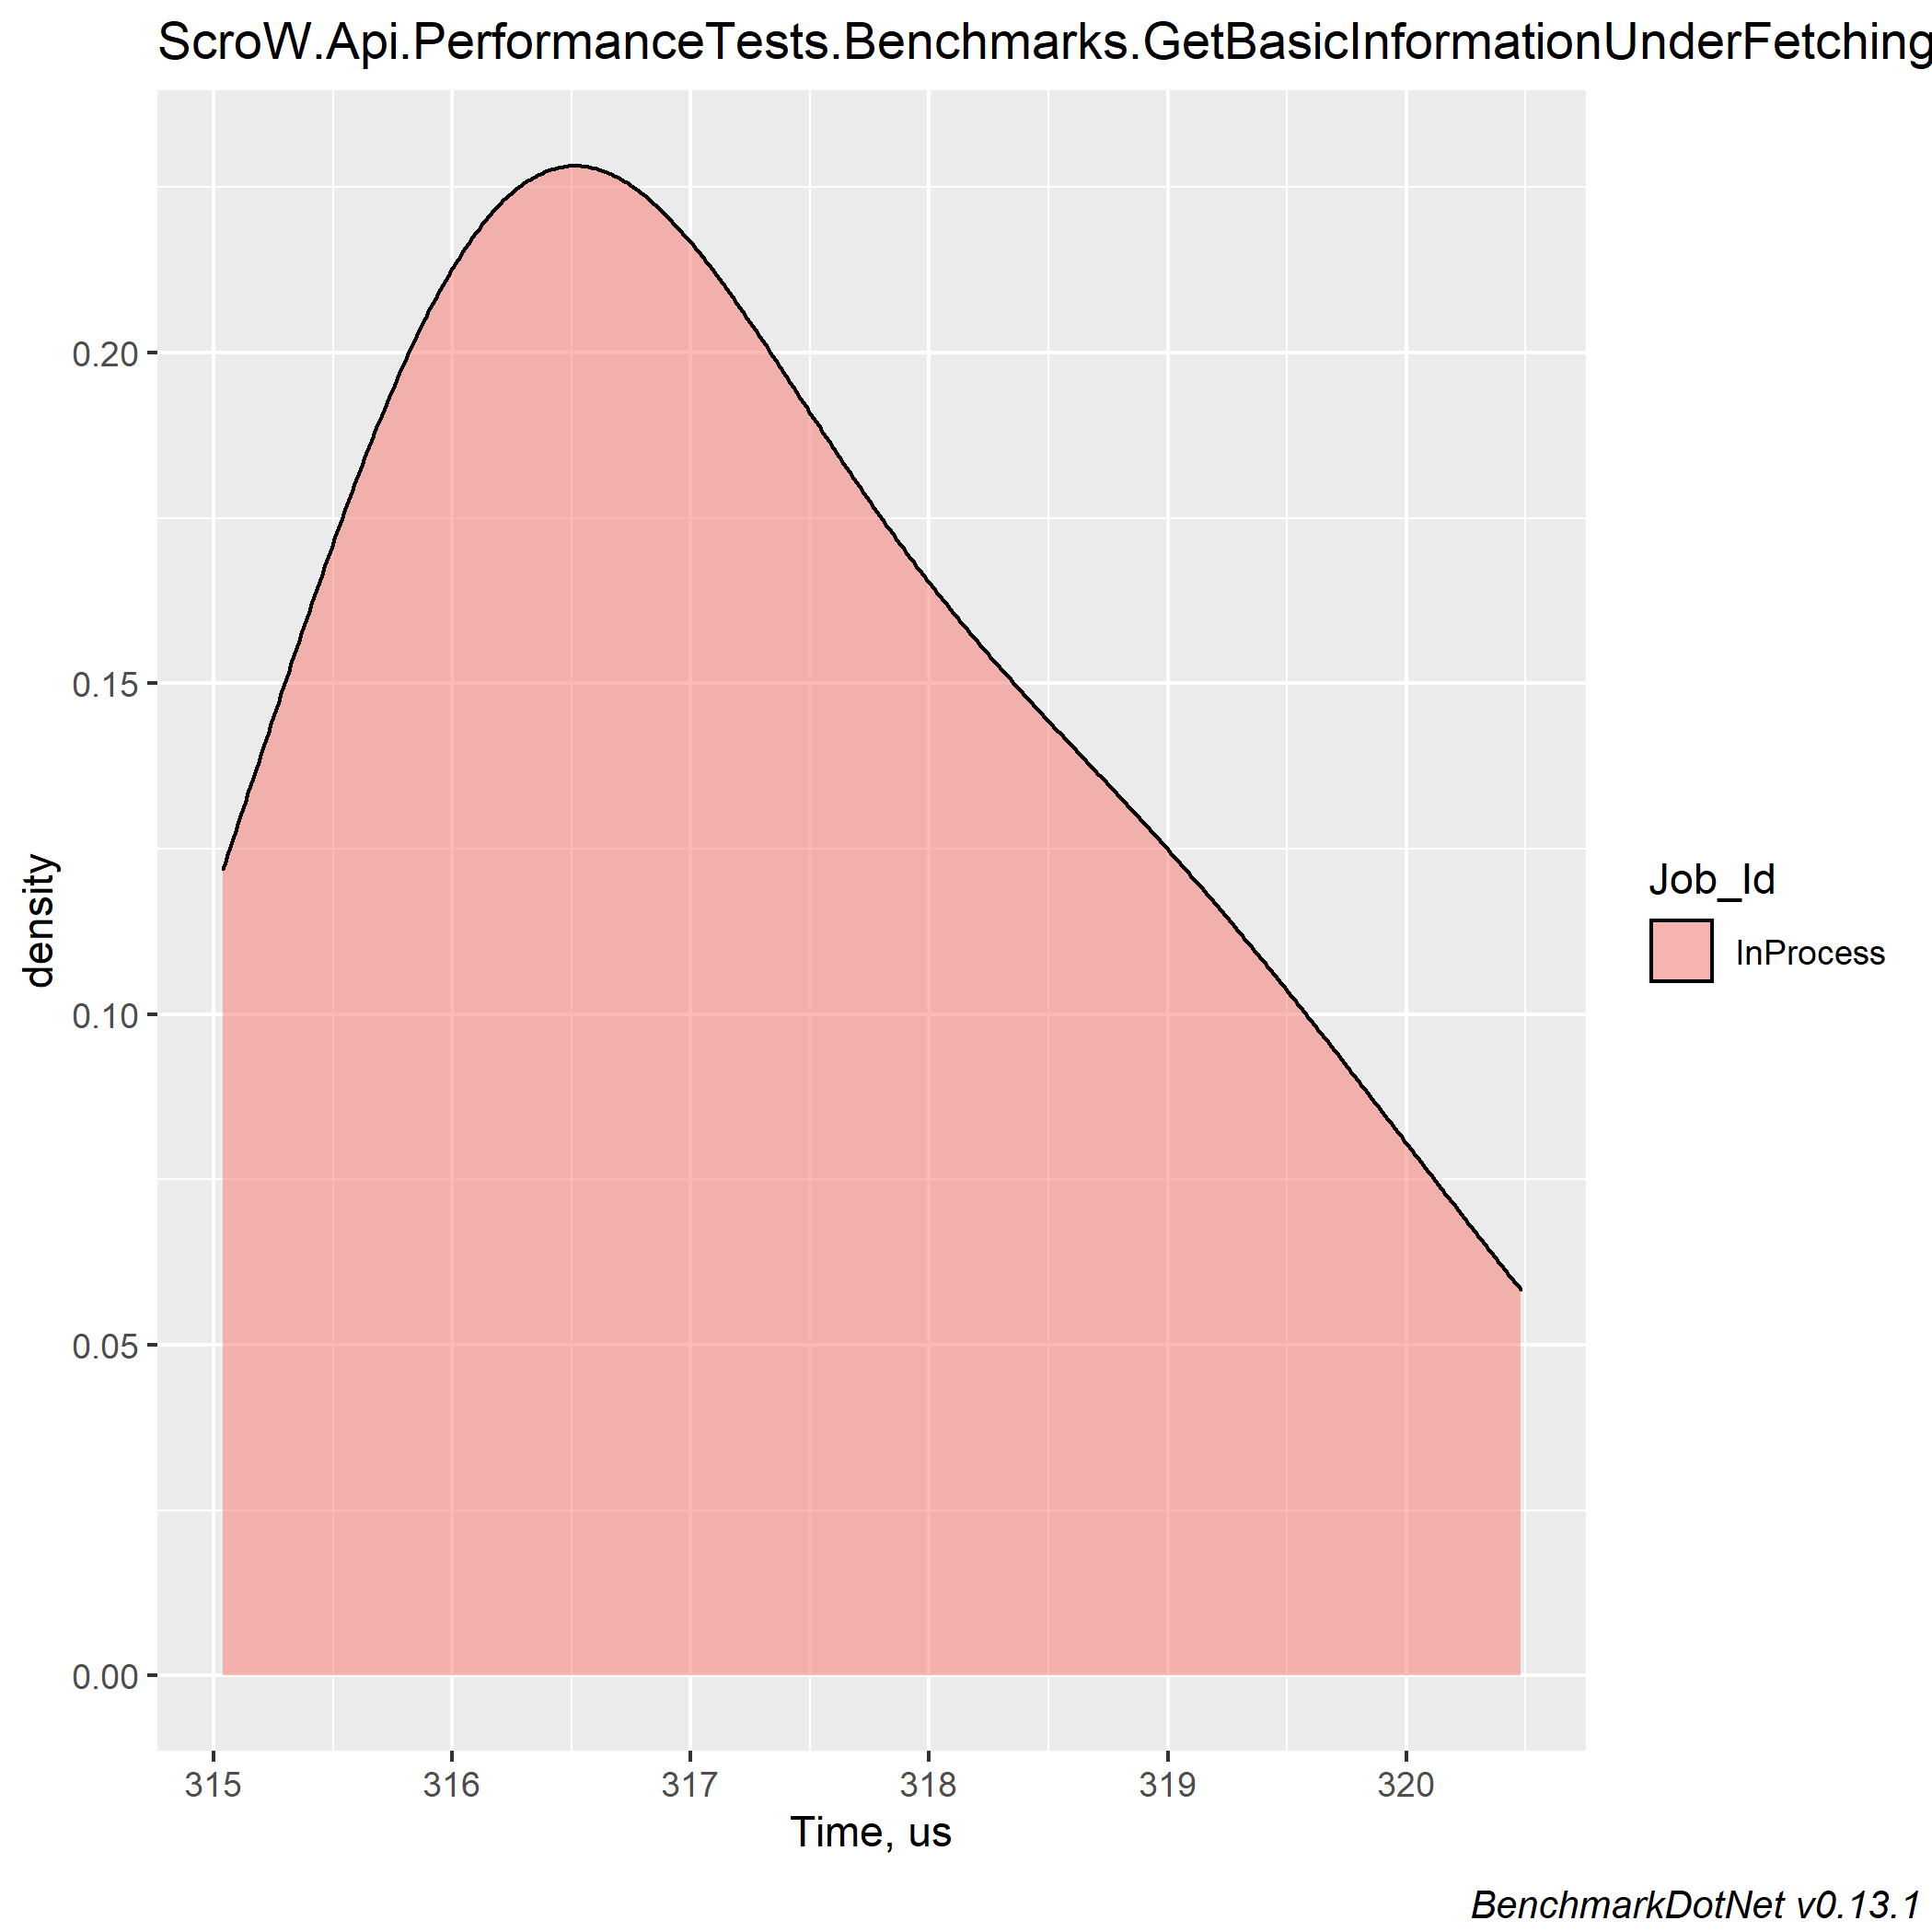 ScroW.Api.PerformanceTests.Benchmarks.GetBasicInformationUnderFetching
0.20
0.15
0.10
0.05
0.00
density
315 316 317 318 319 320
Time, us
Job_Id
InProcess
BenchmarkDotNet v0.13.1